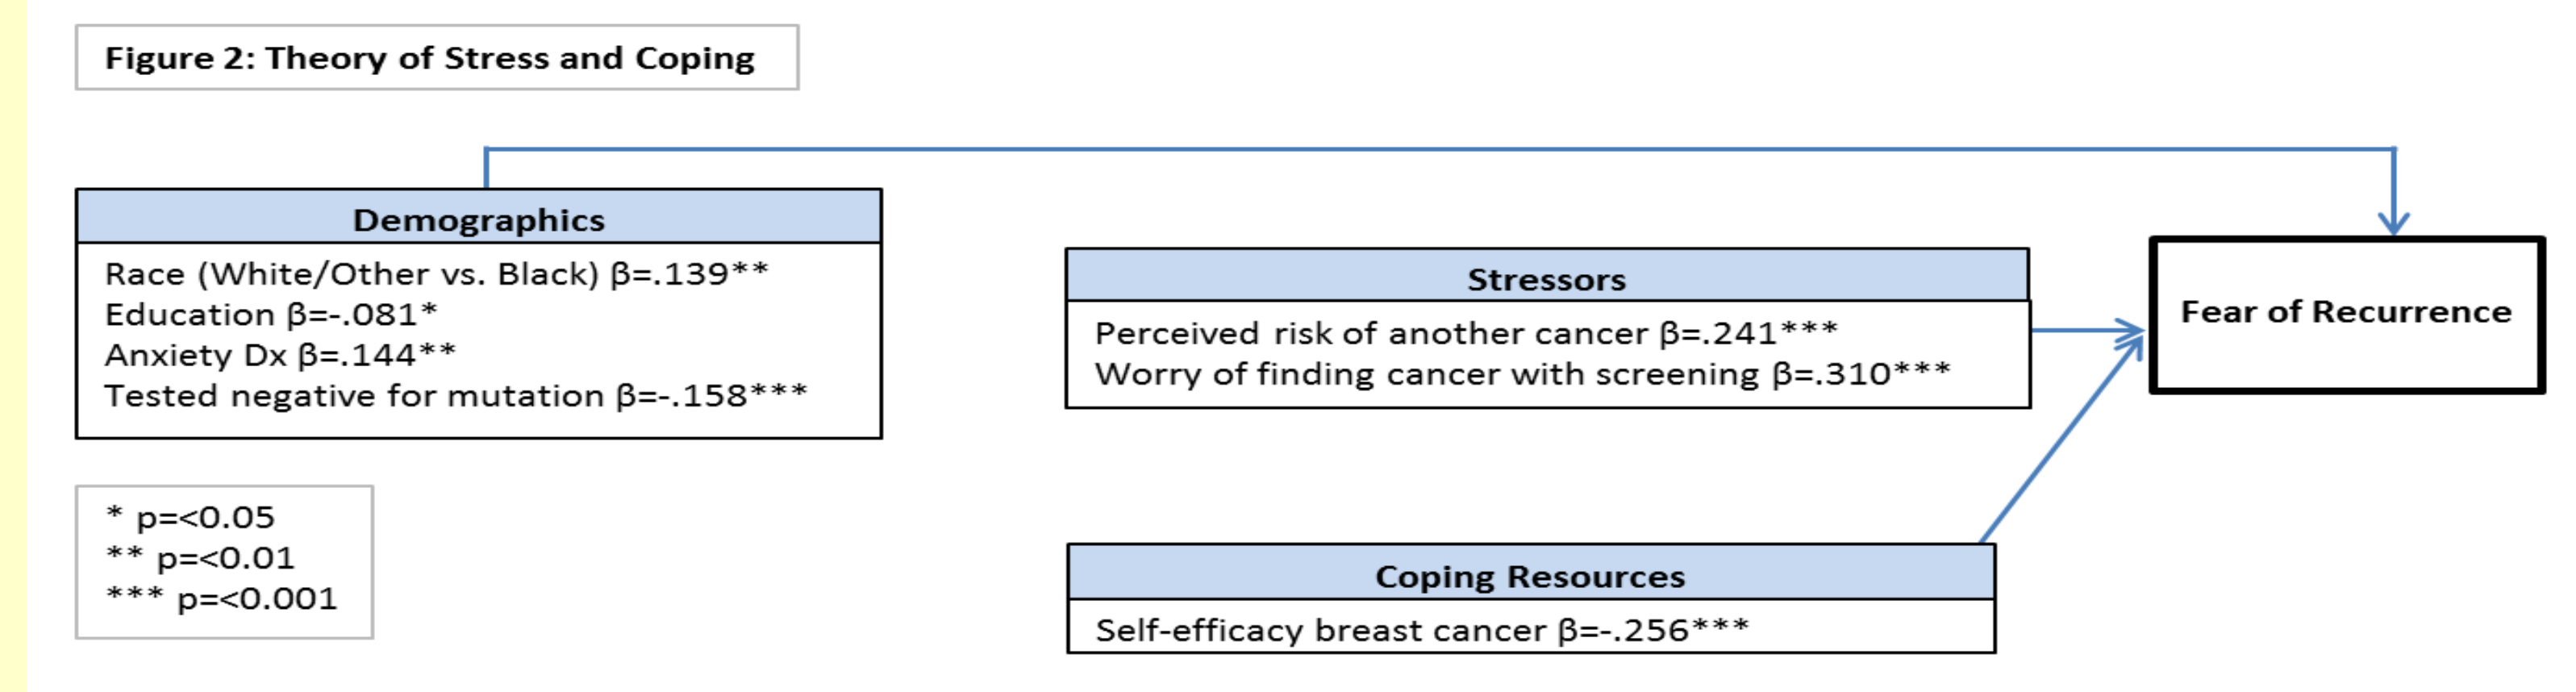 Figure 2: Theory of Stress and Coping
Demographics
Race (White/Other vs. Black) β=.139**
Education β=-.081*
Anxiety Dx β=.144**
Tested negative for mutation β=-.158***
* p=<0.05
** p=<0.01
*** p=<0.001
Stressors
Perceived risk of another cancer β=.241***
Worry of finding cancer with screening β=.310***
Coping Resources
Self-efficacy breast cancer β=-.256***
Fear of Recurrence